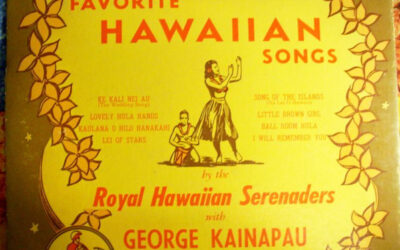 FAVORITE
HAWAIIAN
SONGS
KE KALI NEI AU
(The Wedding Song)
LOVELY HULA HANDS
KAULANA O HILO HANAKAHI
LEI OF STARS
SONG OF THE ISLANDS
LITTLE BROWN GIRL
BALL ROOM HULA
I WILL REMEMBER YOU
by the
Royal Hawaiian Serenaders
with
GEORGE KAINAPAU